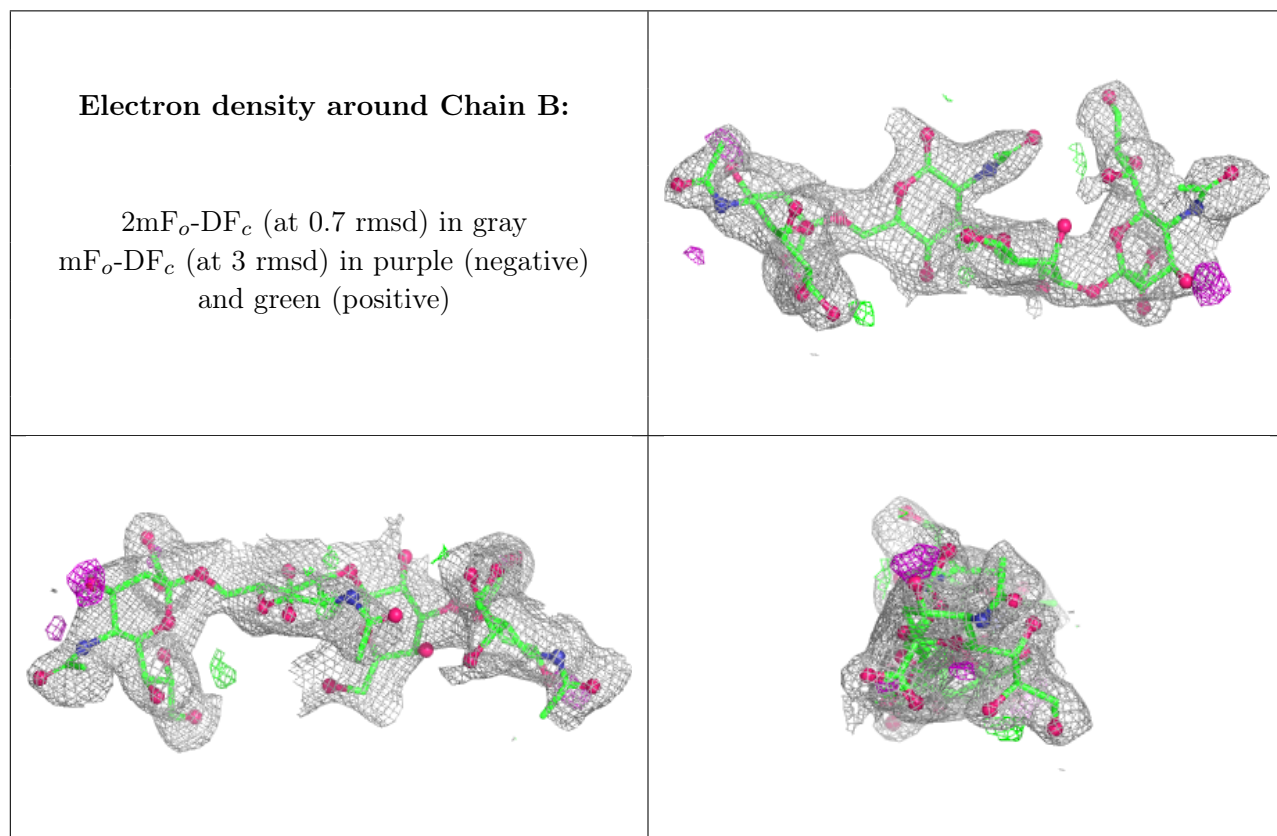 Electron density around Chain B:
2mFo-DFc (at 0.7 rmsd) in gray
mFo-DFc (at 3 rmsd) in purple (negative)
and green (positive)